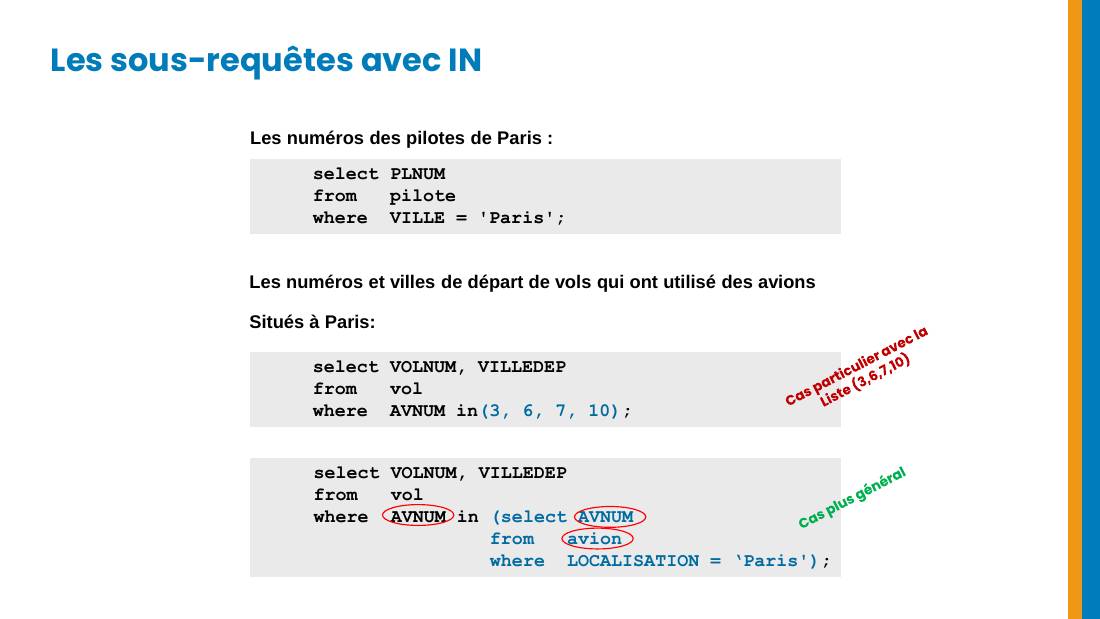 Les sous-requêtes avec IN
Les numéros des pilotes de Paris :
select PLNUM
from pilote
where VILLE = 'Paris';
Les numéros et villes de départ de vols qui ont utilisé des avions
Situés à Paris:
select VOLNUM, VILLEDEP
from vol
where AVNUM in(3, 6, 7, 10);
Cas particulier avec la
Liste (3,6,7,10)
select VOLNUM, VILLEDEP
from vol
where AVNUM in (select AVNUM
from avion
where LOCALISATION = ‘Paris');
Cas plus général